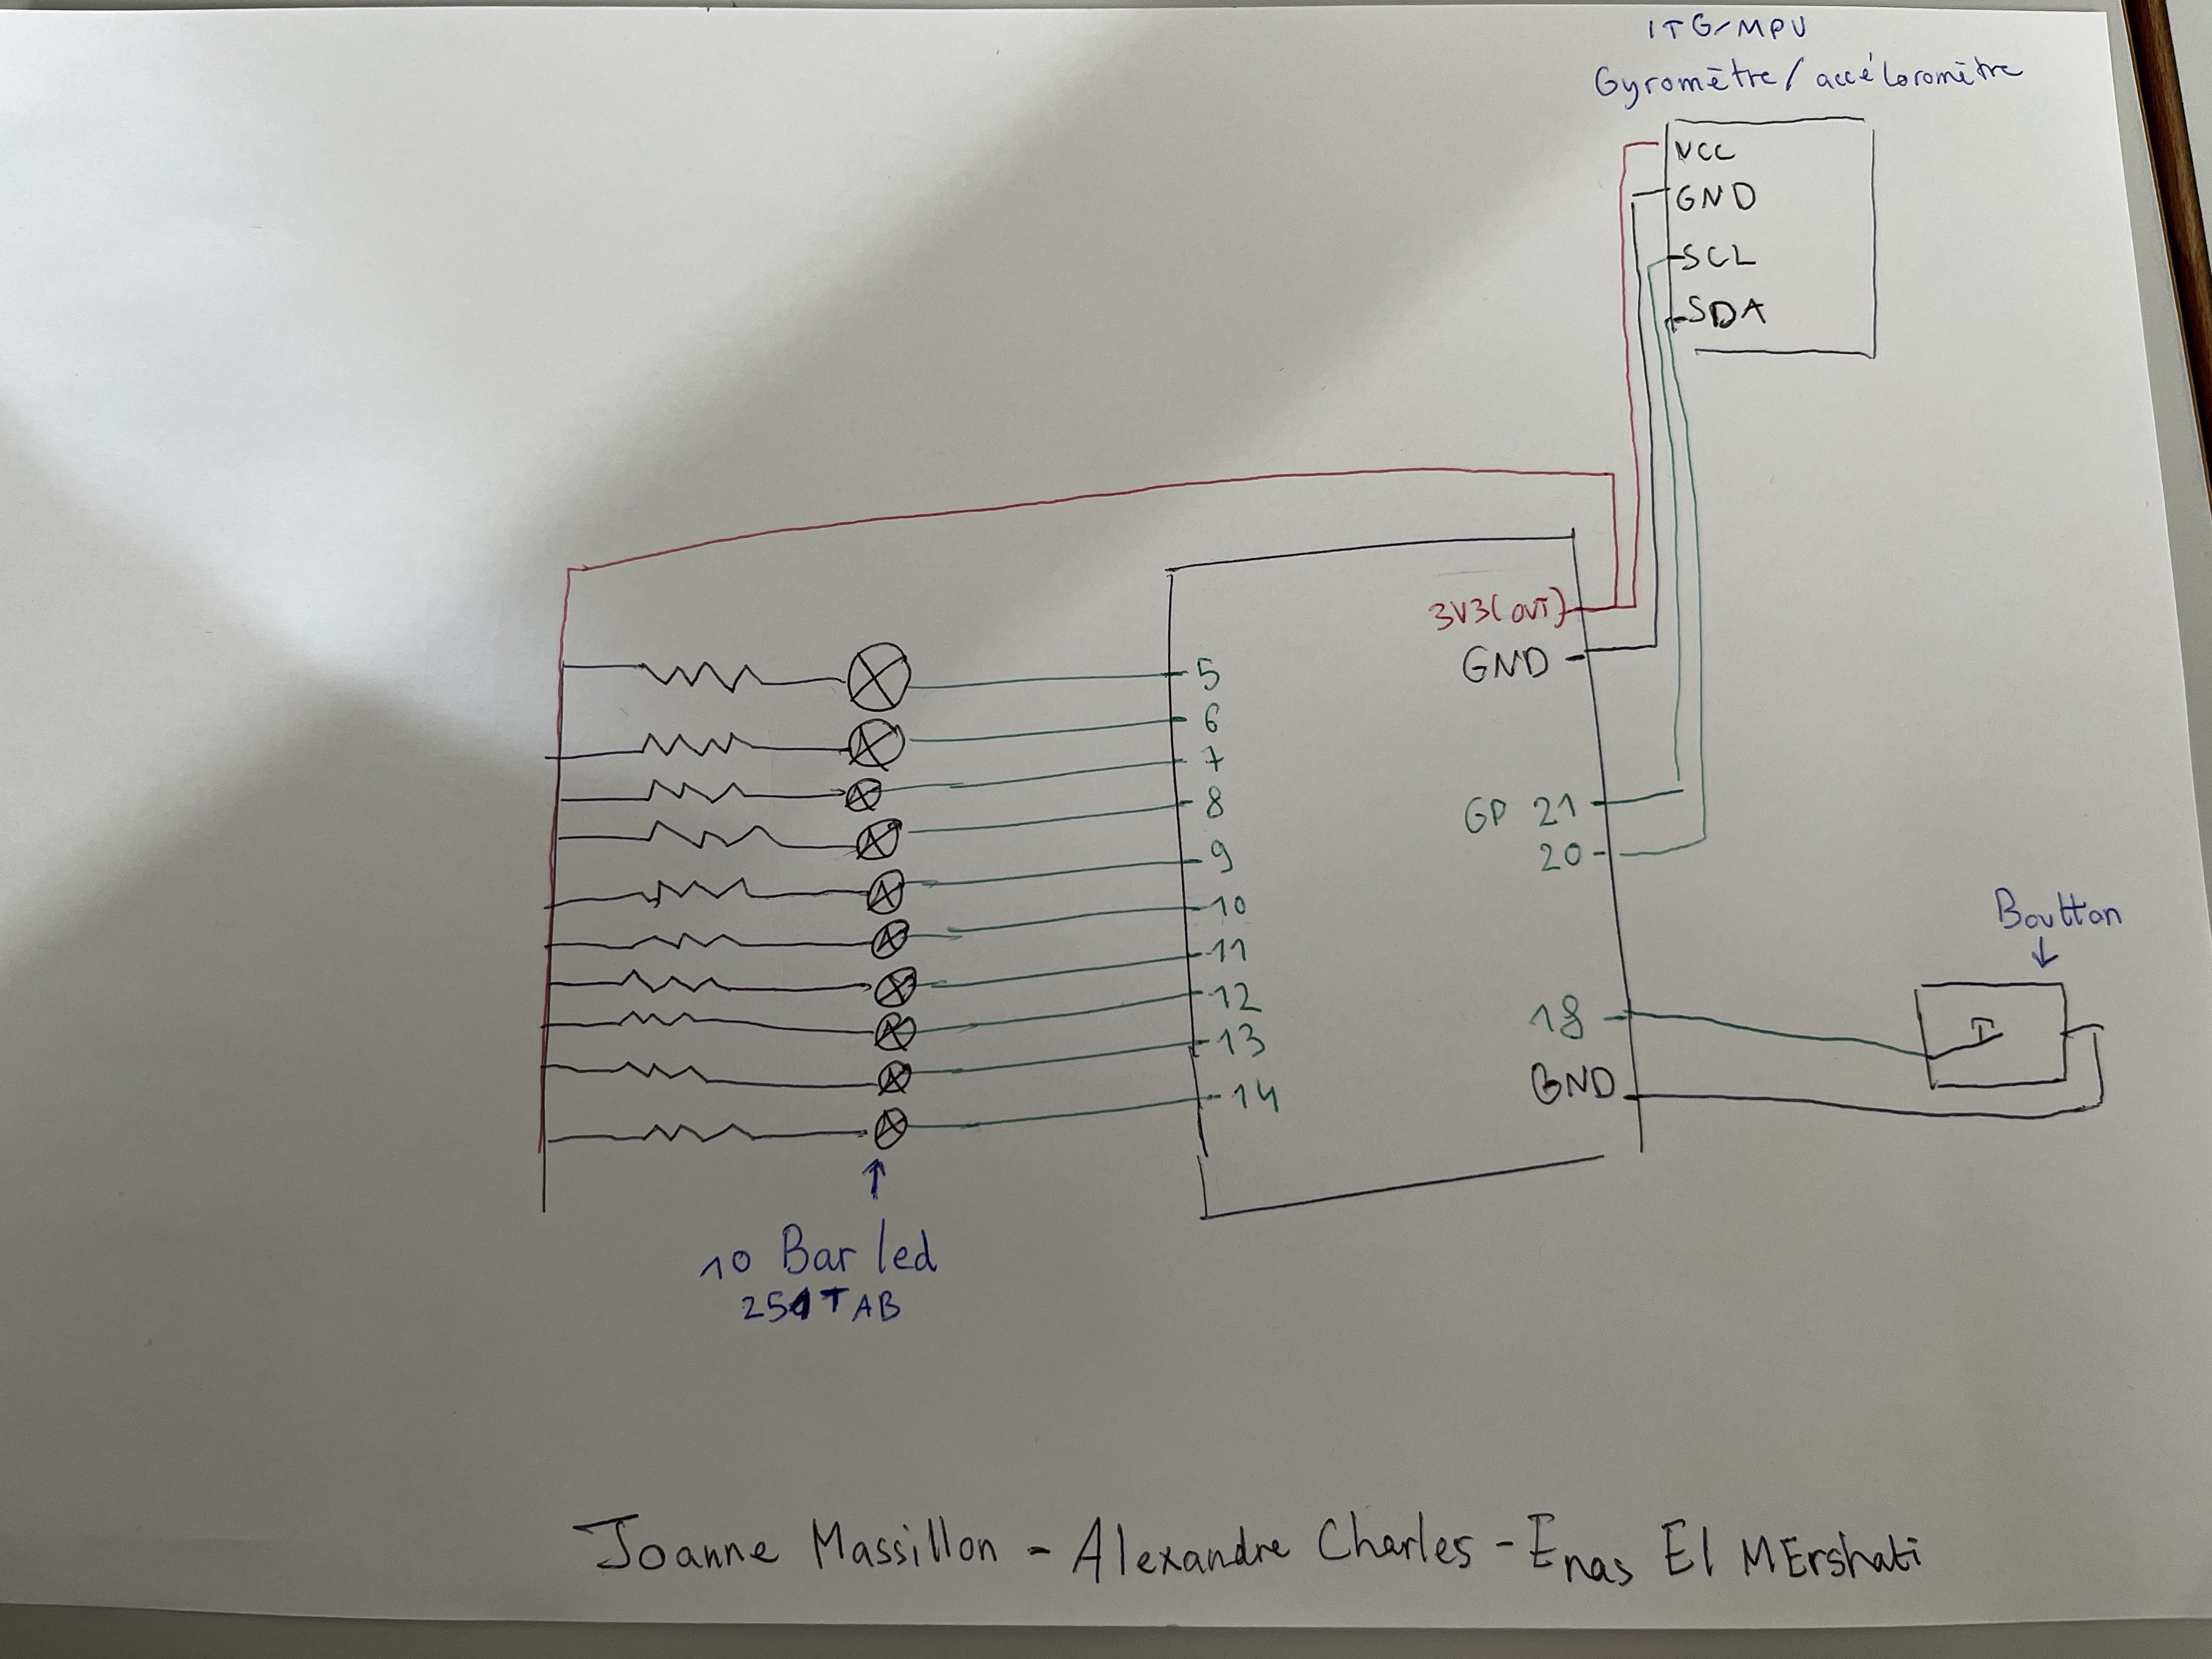 ITG/MPU
Gyromètre/accéloromètre
VCC
GND
SCL
SDA
3V3(OUT)
GND
5
6
7
8
9
10
11
12
13
14
GP 21
20
18
GND
Boutton
10 Bar led
251TAB
Joanne Massillon - Alexandre Charles - Enas El MErshati